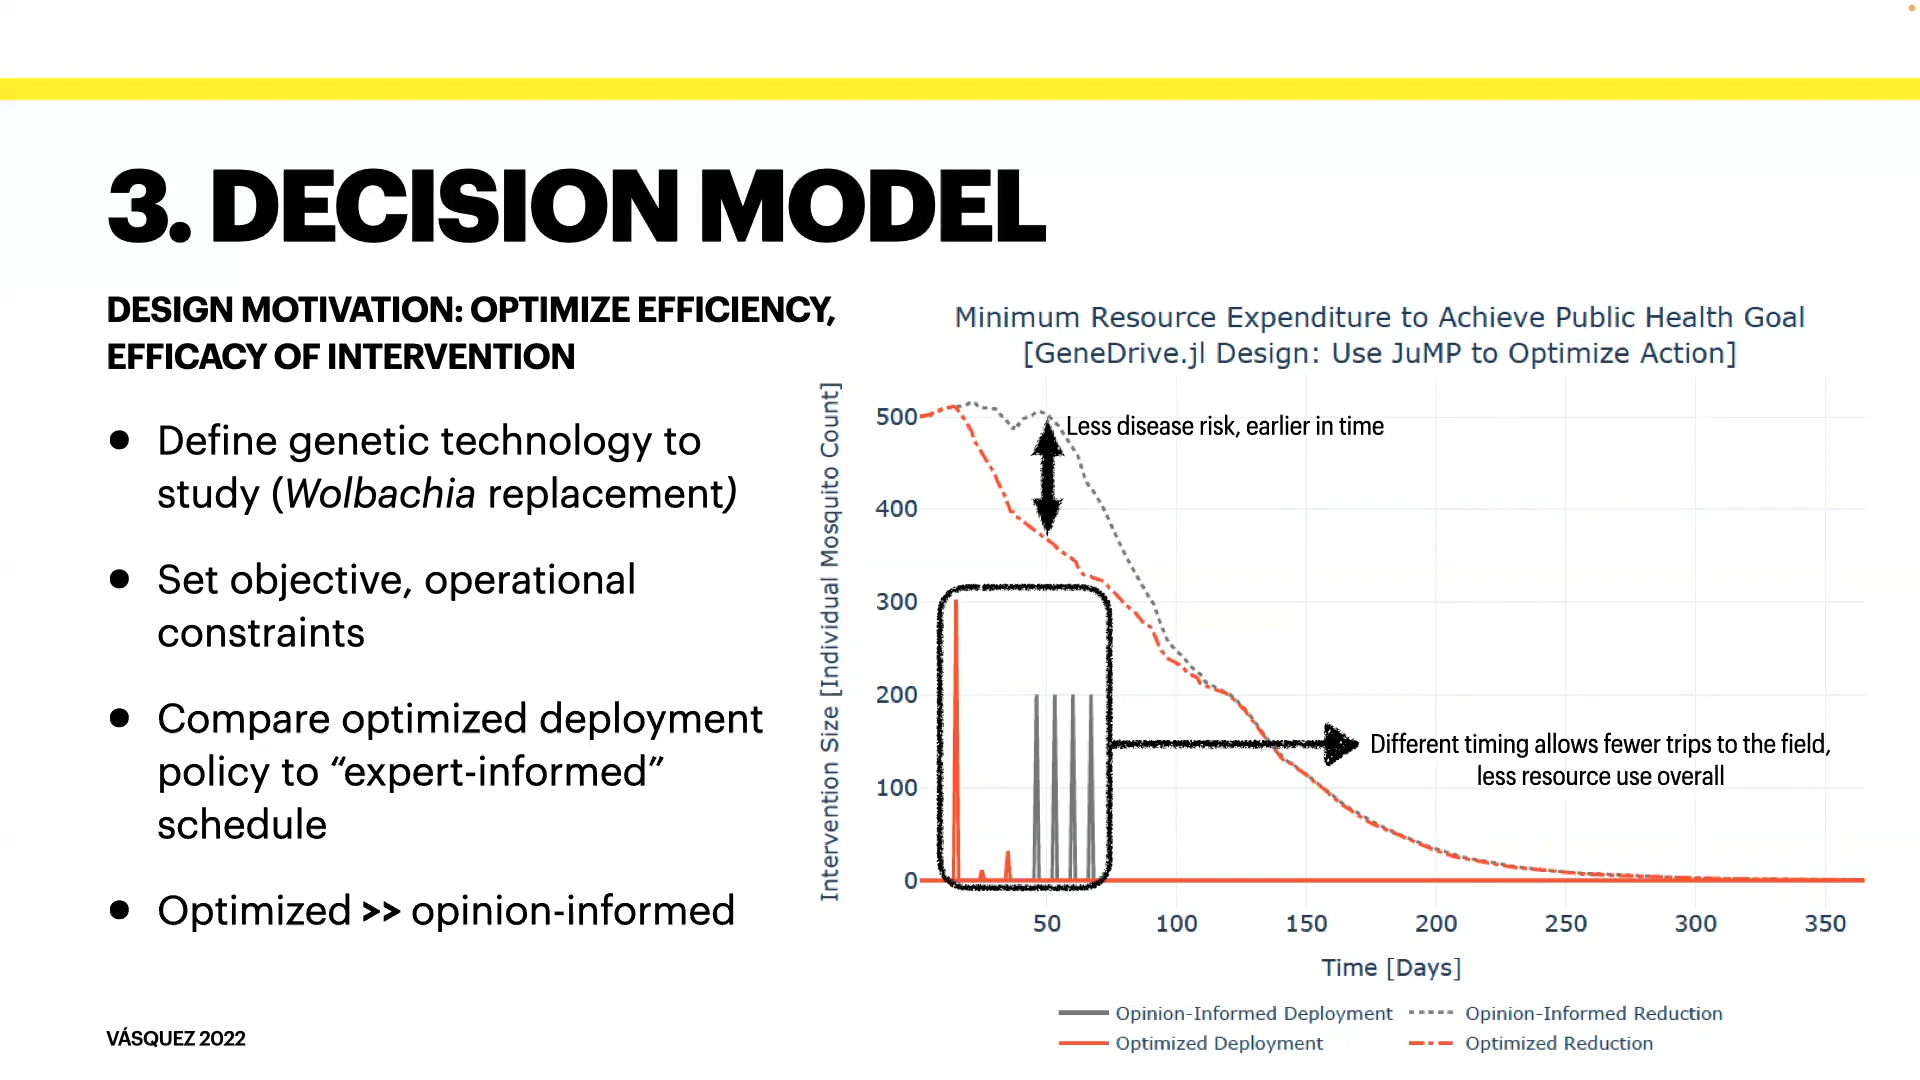 3. DECISION MODEL
DESIGN MOTIVATION: OPTIMIZE EFFICIENCY,
EFFICACY OF INTERVENTION
● Define genetic technology to
study (Wolbachia replacement)
● Set objective, operational
constraints
● Compare optimized deployment
policy to “expert-informed”
schedule
● Optimized >> opinion-informed
VÁSQUEZ 2022
Minimum Resource Expenditure to Achieve Public Health Goal
[GeneDrive.jl Design: Use JuMP to Optimize Action]
Intervention Size [Individual Mosquito Count]
500
400
300
200
100
0
Less disease risk, earlier in time
Different timing allows fewer trips to the field,
less resource use overall
50 100 150 200 250 300 350
Time [Days]
Opinion-Informed Deployment Opinion-Informed Reduction
Optimized Deployment Optimized Reduction